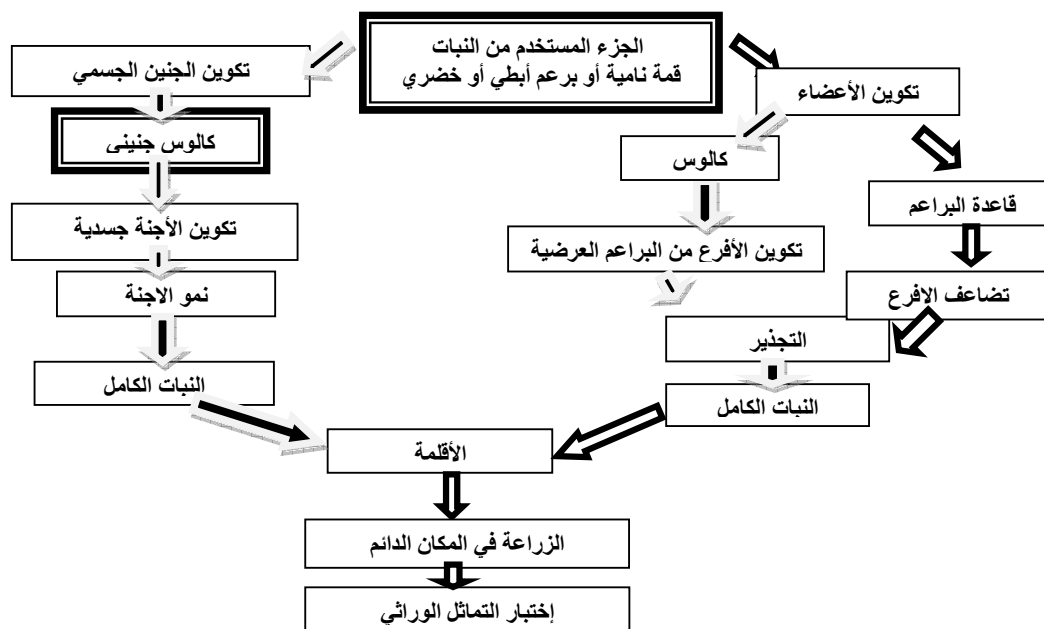 الجزء المستخدم من النبات
قمة نامية أو برعم أبطي أو خضري
تكوين الأعضاء
تكوين الجنين الجسمي
كالوس
كالوس جنيني
قاعدة البراعم
تكوين الأجنة جسدية
تكوين الأفرع من البراعم العرضية
تضاعف الافرع
نمو الاجنة
التجذير
النبات الكامل
النبات الكامل
الأقلمة
الزراعة في المكان الدائم
إختبار التماثل الوراثي